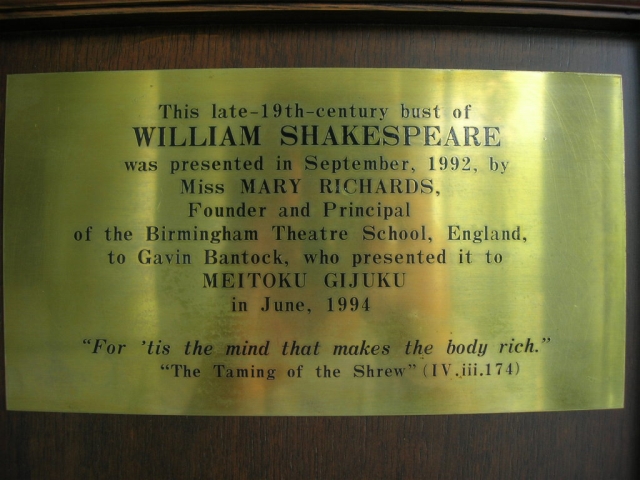 This late-19th-century bust of
WILLIAM SHAKESPEARE
was presented in September, 1992, by
Miss MARY RICHARDS,
Founder and Principal
of the Birmingham Theatre School, England,
to Gavin Bantock, who presented it to
MEITOKU GIJUKU
in June, 1994
“For ’tis the mind that makes the body rich.”
“The Taming of the Shrew” (IV.iii.174)